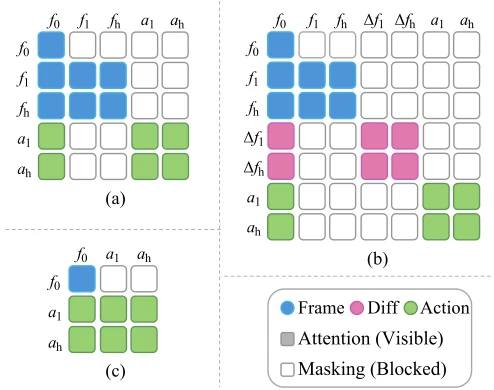 f₀ f₁ fₕ a₁ aₕ
f₀
f₁
fₕ
a₁
aₕ
(a)
f₀ f₁ fₕ Δf₁ Δfₕ a₁ aₕ
f₀
f₁
fₕ
Δf₁
Δfₕ
a₁
aₕ
(b)
f₀ a₁ aₕ
f₀
a₁
aₕ
(c)
Frame Diff Action
Attention (Visible)
Masking (Blocked)